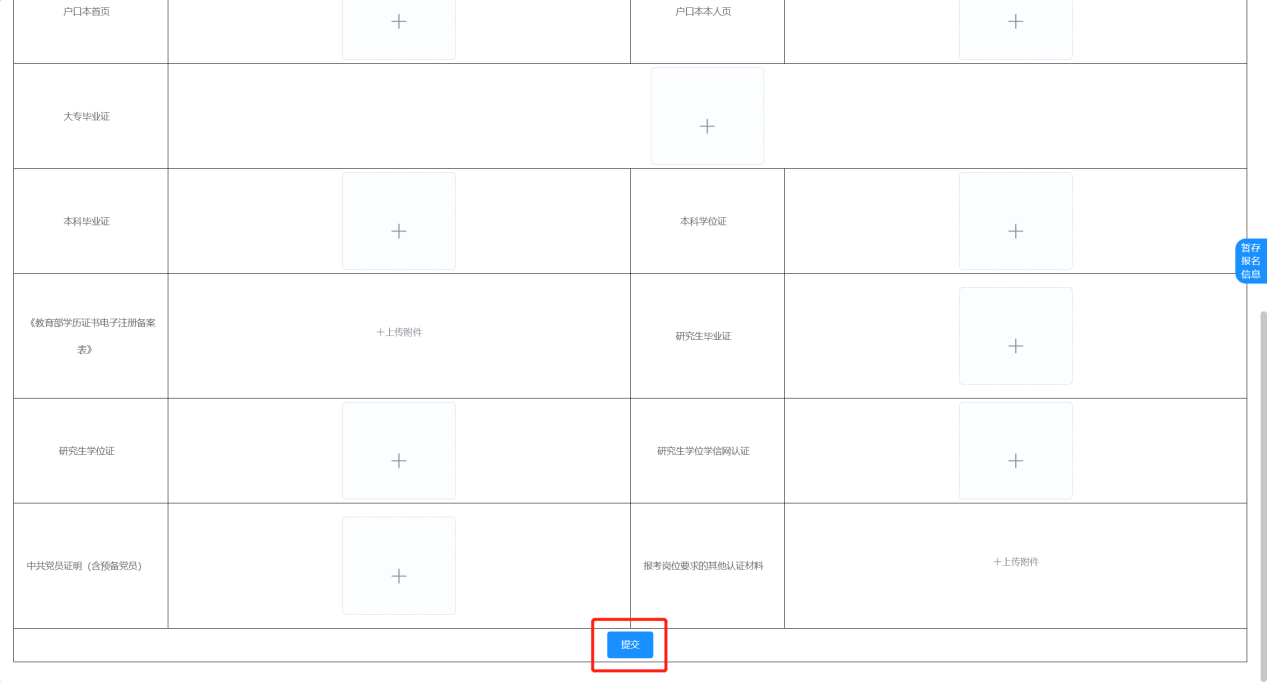 户口本首页
户口本本人页
大专毕业证
本科毕业证
本科学位证
暂存
报名
信息
《教育部学历证书电子注册备案
表》
+上传附件
研究生毕业证
研究生学位证
研究生学位学信网认证
中共党员证明（含预备党员）
报考岗位要求的其他认证材料
+上传附件
提交